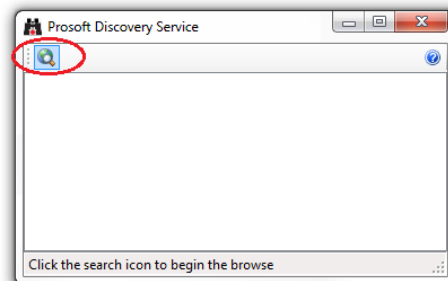 Prosoft Discovery Service
Click the search icon to begin the browse